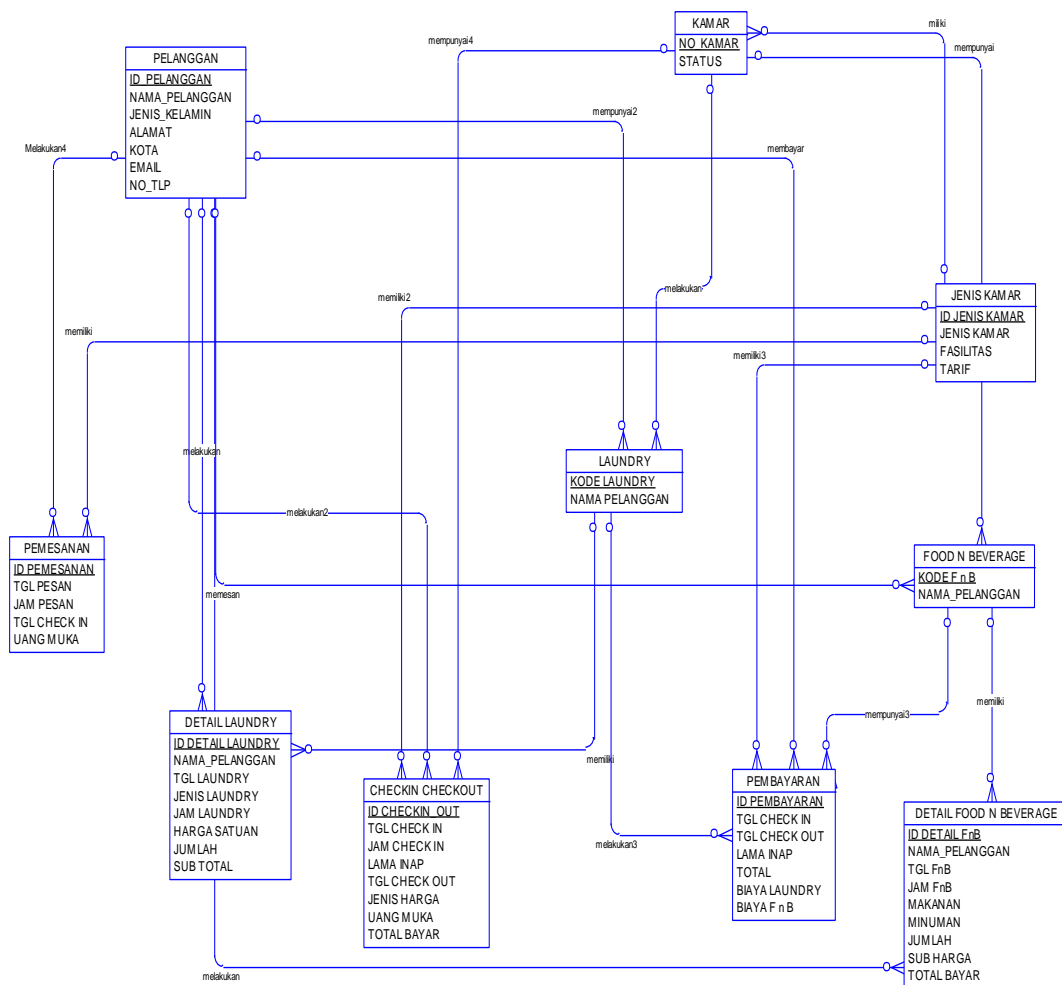 KAMAR
NO_KAMAR
STATUS
miliki
mempunyai
mempunyai4
PELANGGAN
ID_PELANGGAN
NAMA_PELANGGAN
JENIS_KELAMIN
ALAMAT
KOTA
EMAIL
NO_TLP
mempunyai2
membayar
Melakukan4
melakukan
memiliki2
memiliki
memiliki3
JENIS KAMAR
ID JENIS KAMAR
JENIS KAMAR
FASILITAS
TARIF
melakukan
melakukan2
LAUNDRY
KODE LAUNDRY
NAMA PELANGGAN
PEMESANAN
ID PEMESANAN
TGL PESAN
JAM PESAN
TGL CHECK IN
UANG MUKA
memesan
FOOD N BEVERAGE
KODE F n B
NAMA_PELANGGAN
memiliki
mempunyai3
memiliki
melakukan3
DETAIL LAUNDRY
ID DETAIL LAUNDRY
NAMA_PELANGGAN
TGL LAUNDRY
JENIS LAUNDRY
JAM LAUNDRY
HARGA SATUAN
JUMLAH
SUB TOTAL
CHECKIN CHECKOUT
ID CHECKIN_OUT
TGL CHECK IN
JAM CHECK IN
LAMA INAP
TGL CHECK OUT
JENIS HARGA
UANG MUKA
TOTAL BAYAR
PEMBAYARAN
ID PEMBAYARAN
TGL CHECK IN
TGL CHECK OUT
LAMA INAP
TOTAL
BIAYA LAUNDRY
BIAYA F n B
DETAIL FOOD N BEVERAGE
ID DETAIL FnB
NAMA_PELANGGAN
TGL FnB
JAM FnB
MAKANAN
MINUMAN
JUMLAH
SUB HARGA
TOTAL BAYAR
melakukan